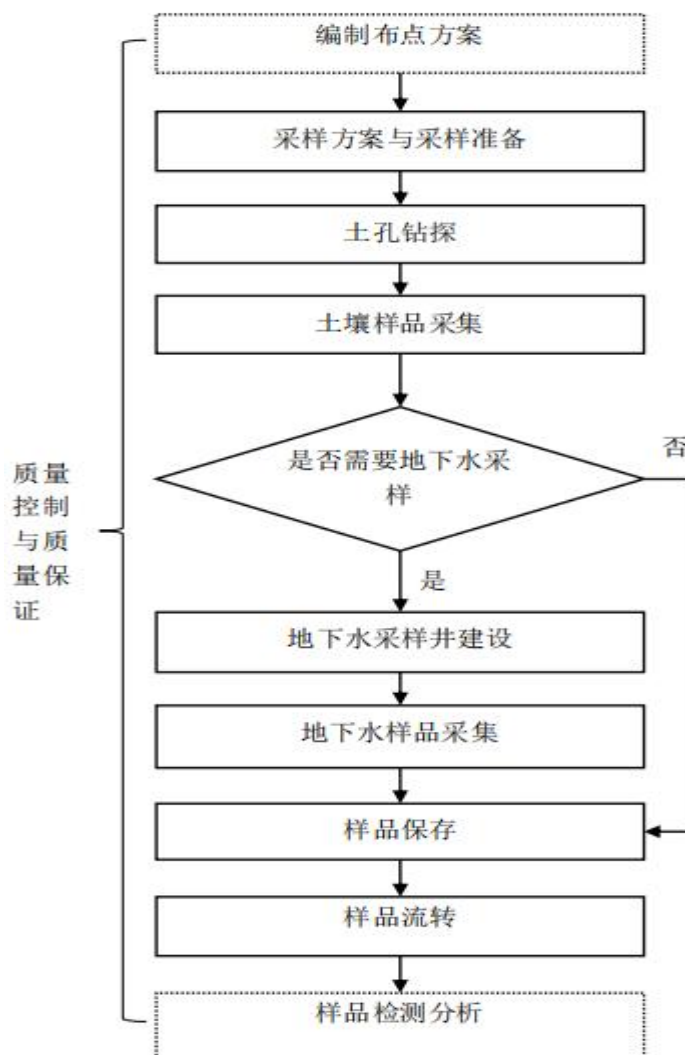 编制布点方案
采样方案与采样准备
土孔钻探
土壤样品采集
是否需要地下水采
样
否
是
质量
控制
与质
量保
证
地下水采样井建设
地下水样品采集
样品保存
样品流转
样品检测分析